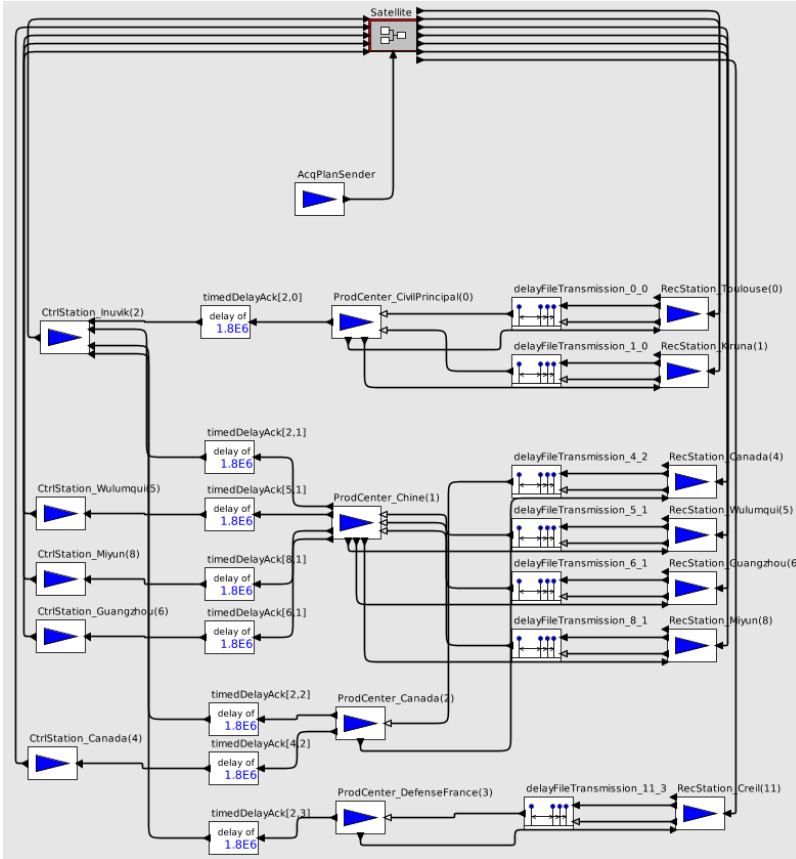 Satellite
AcqPlanSender
timedDelayAck[2,0]
delay of
1.8E6
ProdCenter_CivilPrincipal(0)
delayFileTransmission_0_0
RecStation_Toulouse(0)
CtrlStation_Inuvik(2)
delayFileTransmission_1_0
RecStation_Kiruna(1)
timedDelayAck[2,1]
delay of
1.8E6
delayFileTransmission_4_2
RecStation_Canada(4)
CtrlStation_Wulumqui(5)
timedDelayAck[5,1]
delay of
1.8E6
ProdCenter_Chine(1)
delayFileTransmission_5_1
RecStation_Wulumqui(5)
CtrlStation_Miyun(8)
timedDelayAck[8,1]
delay of
1.8E6
delayFileTransmission_6_1
RecStation_Guangzhou(6
CtrlStation_Guangzhou(6)
timedDelayAck[6,1]
delay of
1.8E6
delayFileTransmission_8_1
RecStation_Miyun(8)
timedDelayAck[2,2]
delay of
1.8E6
ProdCenter_Canada(2)
CtrlStation_Canada(4)
timedDelayAck[4,2]
delay of
1.8E6
timedDelayAck[2,3]
delay of
1.8E6
ProdCenter_DefenseFrance(3)
delayFileTransmission_11_3
RecStation_Creil(11)